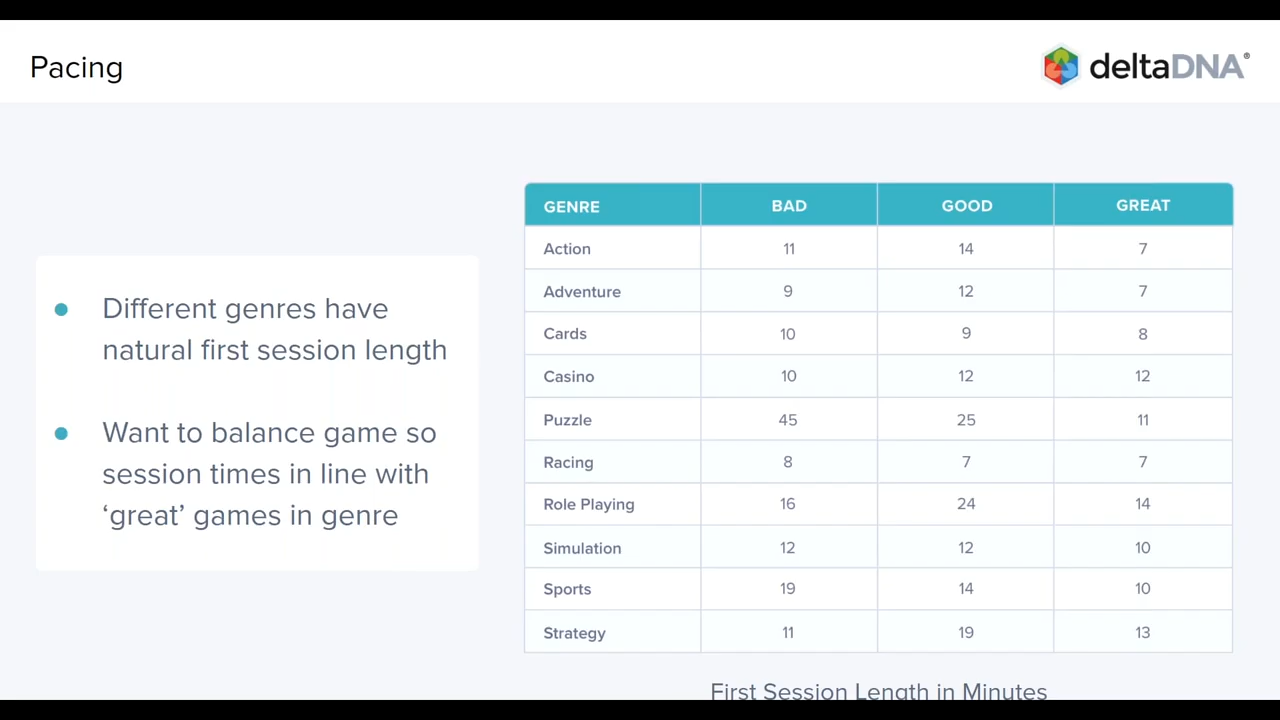 Pacing
deltaDNA®
• Different genres have
natural first session length
• Want to balance game so
session times in line with
‘great’ games in genre
GENRE BAD GOOD GREAT
Action 11 14 7
Adventure 9 12 7
Cards 10 9 8
Casino 10 12 12
Puzzle 45 25 11
Racing 8 7 7
Role Playing 16 24 14
Simulation 12 12 10
Sports 19 14 10
Strategy 11 19 13
First Session Length in Minutes